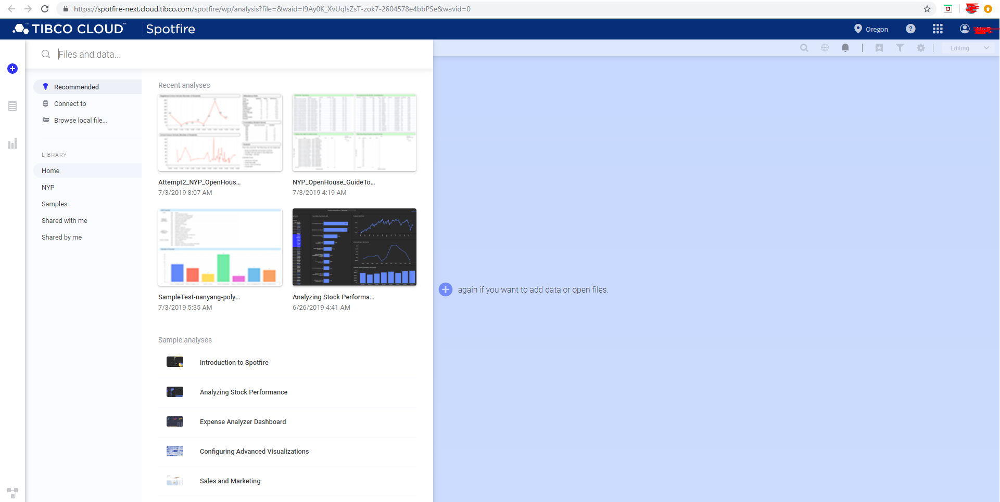 https://spotfire-next.cloud.tibco.com/spotfire/wp/analysis?file=&waid=I9Ay0K_XvUqIsZsT-zok7-2604578e4bbPSe&wavid=0
TIBCO CLOUD™ Spotfire
Oregon
Files and data...
Editing
Recommended
Connect to
Browse local file...
LIBRARY
Home
NYP
Samples
Shared with me
Shared by me
Recent analyses
Attempt2_NYP_OpenHous...
7/3/2019 8:07 AM
NYP_OpenHouse_GuideTo...
7/3/2019 4:19 AM
SampleTest-nanyang-poly...
7/3/2019 5:35 AM
Analyzing Stock Performa...
6/26/2019 4:41 AM
Sample analyses
Introduction to Spotfire
Analyzing Stock Performance
Expense Analyzer Dashboard
Configuring Advanced Visualizations
Sales and Marketing
again if you want to add data or open files.